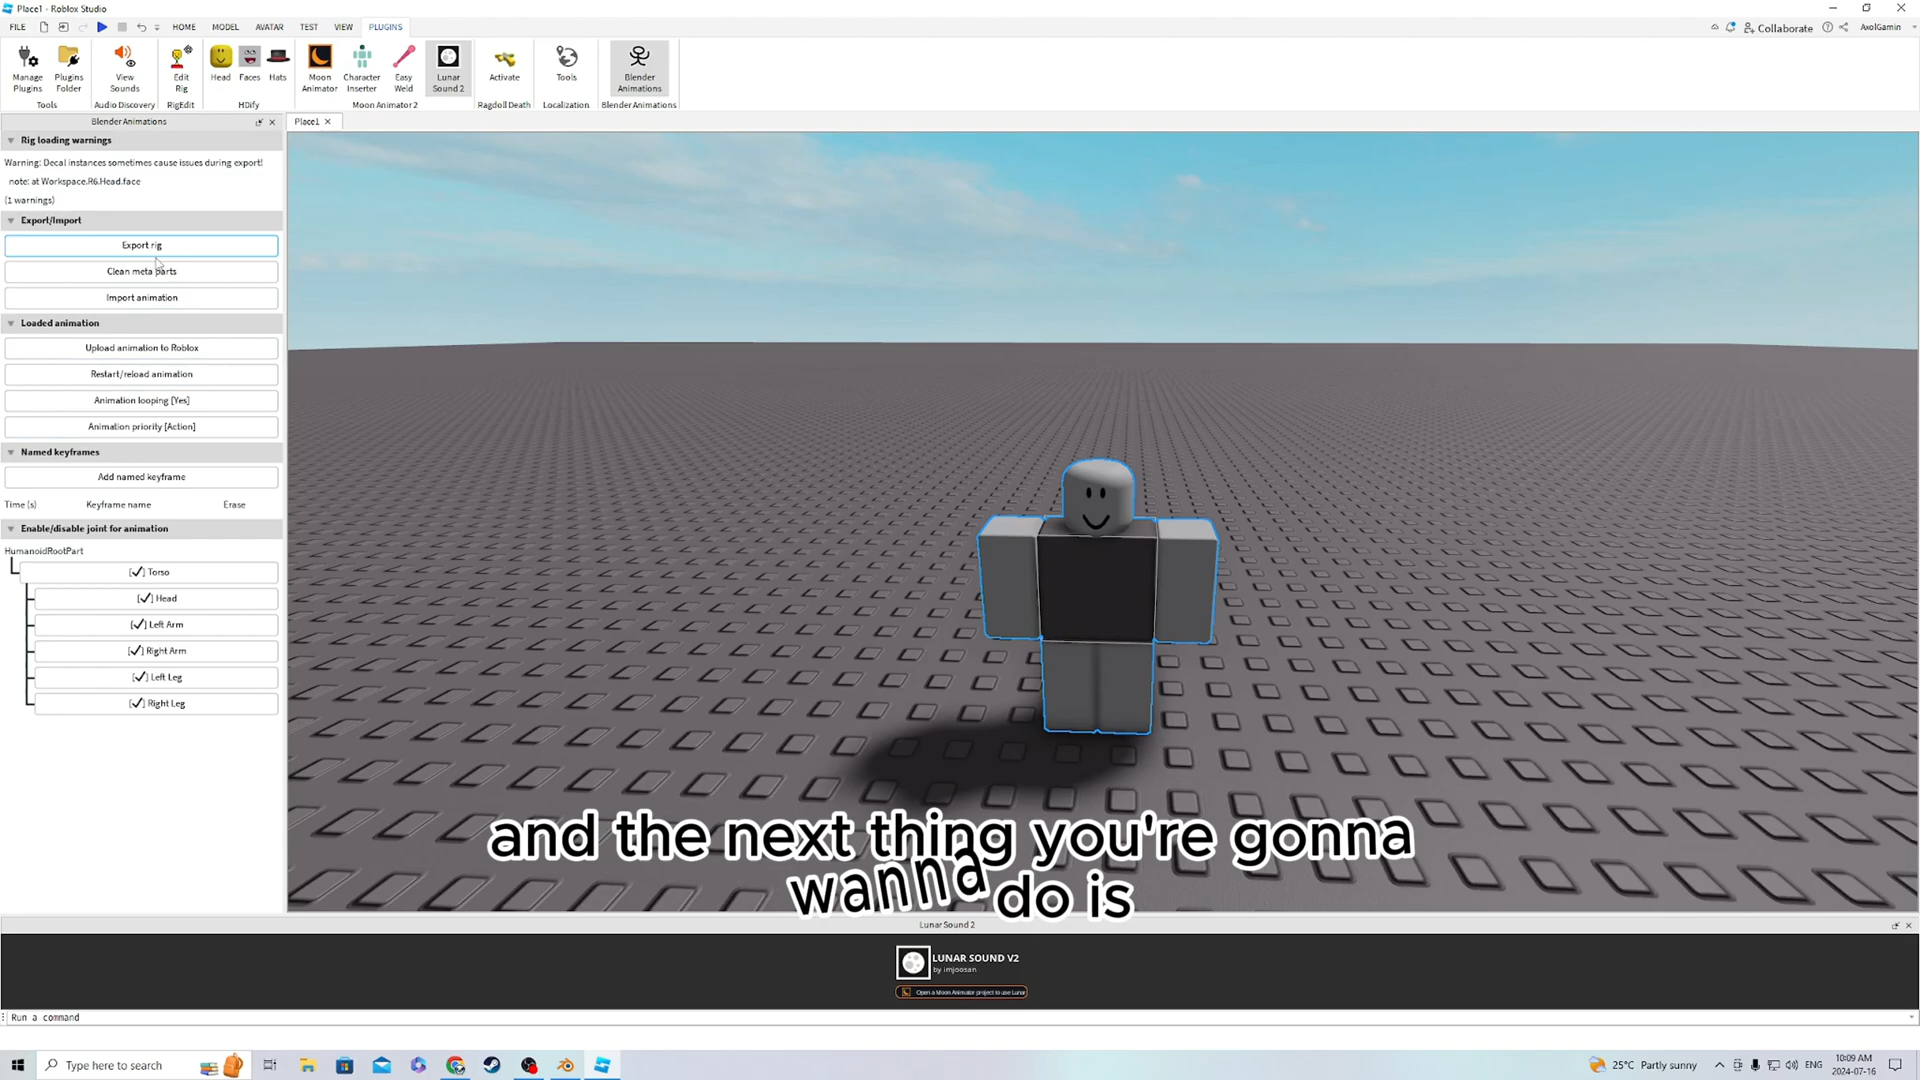 Place1 - Roblox Studio
FILE HOME MODEL AVATAR TEST VIEW PLUGINS
Collaborate AxolGamin
Manage Plugins
Plugins Folder
Tools
View Sounds
Audio Discovery
Edit Rig
RigEdit
Head Faces Hats
HDify
Moon Animator
Character Inserter
Easy Weld
Lunar Sound 2
Moon Animator 2
Activate
Ragdoll Death
Tools
Localization
Blender Animations
Blender Animations
Blender Animations
Place1
Rig loading warnings
Warning: Decal instances sometimes cause issues during export!
note: at Workspace.R6.Head.face
(1 warnings)
Export/Import
Export rig
Clean meta parts
Import animation
Loaded animation
Upload animation to Roblox
Restart/reload animation
Animation looping [Yes]
Animation priority [Action]
Named keyframes
Add named keyframe
Time (s) Keyframe name Erase
Enable/disable joint for animation
HumanoidRootPart
[✓] Torso
[✓] Head
[✓] Left Arm
[✓] Right Arm
[✓] Left Leg
[✓] Right Leg
and the next thing you're gonna
wanna do is
Lunar Sound 2
LUNAR SOUND V2
by imjoosan
Open a Moon Animator project to use Lunar
Run a command
Type here to search
25°C Partly sunny
ENG
10:09 AM
2024-07-16